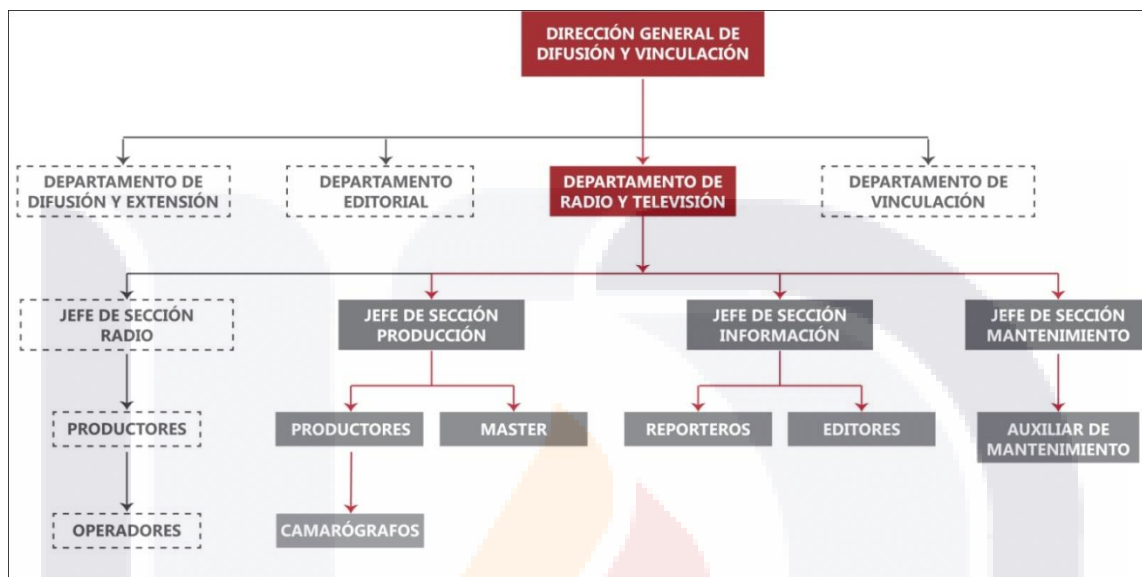 DIRECCIÓN GENERAL DE
DIFUSIÓN Y VINCULACIÓN
DEPARTAMENTO DE
DIFUSIÓN Y EXTENSIÓN
DEPARTAMENTO
EDITORIAL
DEPARTAMENTO DE
RADIO Y TELEVISIÓN
DEPARTAMENTO DE
VINCULACIÓN
JEFE DE SECCIÓN
RADIO
JEFE DE SECCIÓN
PRODUCCIÓN
JEFE DE SECCIÓN
INFORMACIÓN
JEFE DE SECCIÓN
MANTENIMIENTO
PRODUCTORES
PRODUCTORES
MASTER
REPORTEROS
EDITORES
AUXILIAR DE
MANTENIMIENTO
OPERADORES
CAMARÓGRAFOS